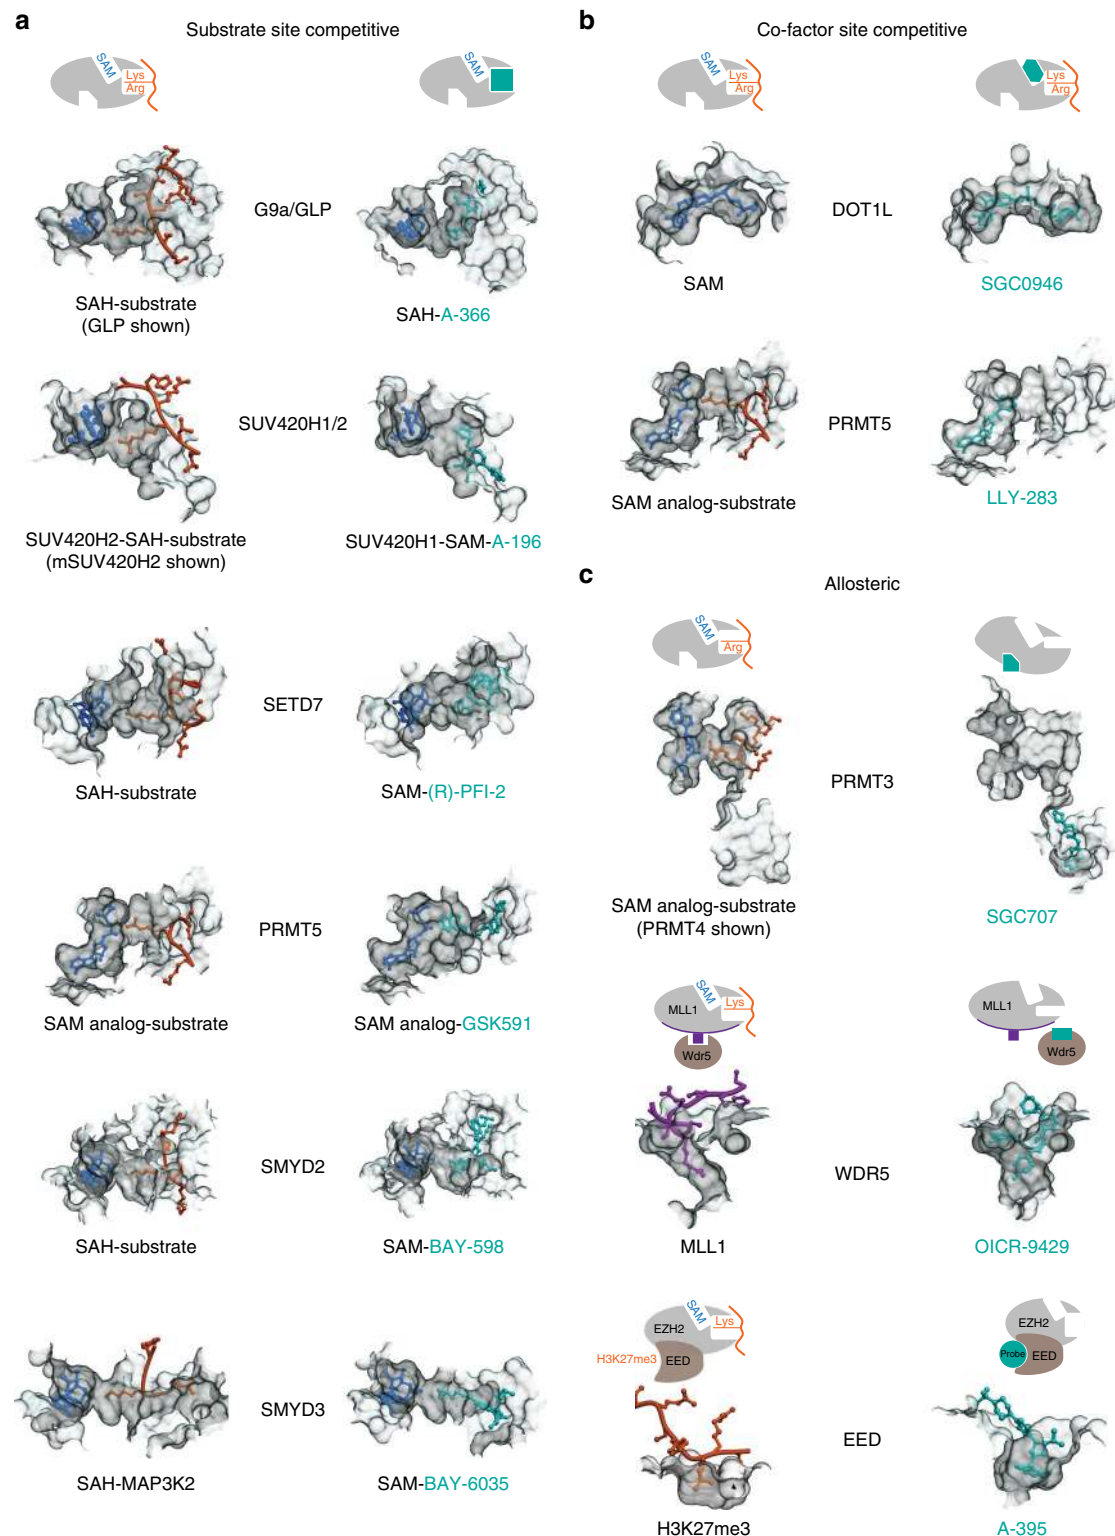 a
Substrate site competitive
SAM
Lys
Arg
SAM
G9a/GLP
SAH-substrate
(GLP shown)
SAH-A-366
SUV420H1/2
SUV420H2-SAH-substrate
(mSUV420H2 shown)
SUV420H1-SAM-A-196
SETD7
SAH-substrate
SAM-(R)-PFI-2
PRMT5
SAM analog-substrate
SAM analog-GSK591
SMYD2
SAH-substrate
SAM-BAY-598
SMYD3
SAH-MAP3K2
SAM-BAY-6035
b
Co-factor site competitive
SAM
Lys
Arg
Lys
Arg
DOT1L
SAM
SGC0946
PRMT5
SAM analog-substrate
LLY-283
c
Allosteric
SAM
Arg
PRMT3
SAM analog-substrate
(PRMT4 shown)
SGC707
SAM
MLL1
Lys
Wdr5
MLL1
Wdr5
WDR5
MLL1
OICR-9429
SAM
EZH2
Lys
H3K27me3
EED
EZH2
Probe
EED
EED
H3K27me3
A-395